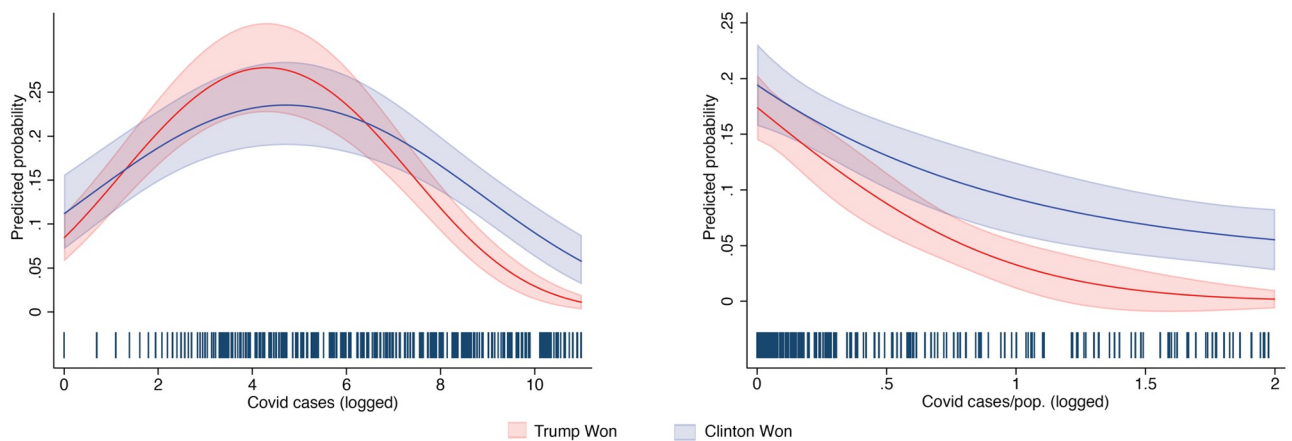 Predicted probability
.25
.2
.15
.1
.05
0
0 2 4 6 8 10
Covid cases (logged)
Predicted probability
.25
.2
.15
.1
.05
0
0 .5 1 1.5 2
Covid cases/pop. (logged)
Trump Won Clinton Won